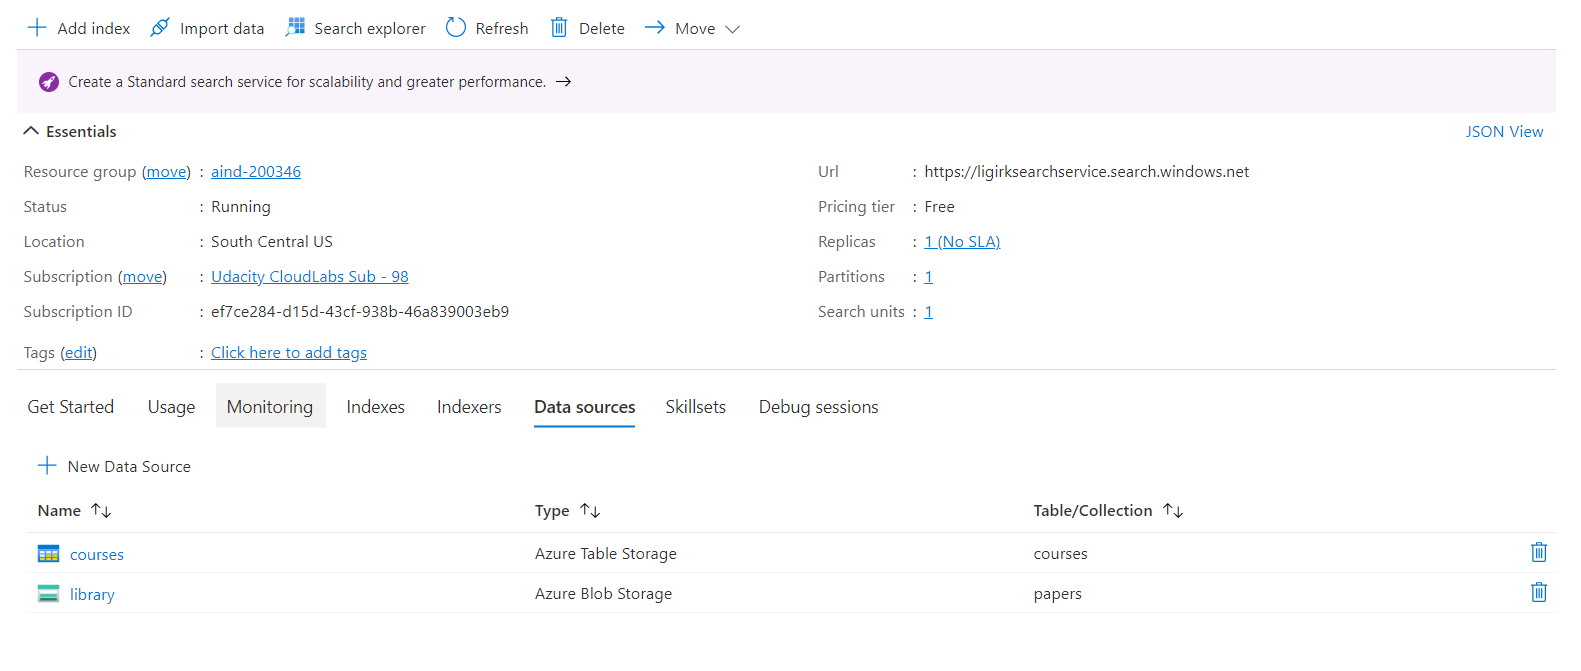 Add index Import data Search explorer Refresh Delete Move
Create a Standard search service for scalability and greater performance. →
Essentials JSON View
Resource group (move) : aind-200346 Url : https://ligirksearchservice.search.windows.net
Status : Running Pricing tier : Free
Location : South Central US Replicas : 1 (No SLA)
Subscription (move) : Udacity CloudLabs Sub - 98 Partitions : 1
Subscription ID : ef7ce284-d15d-43cf-938b-46a839003eb9 Search units : 1
Tags (edit) : Click here to add tags
Get Started Usage Monitoring Indexes Indexers Data sources Skillsets Debug sessions
New Data Source
Name ↑↓ Type ↑↓ Table/Collection ↑↓
courses Azure Table Storage courses
library Azure Blob Storage papers